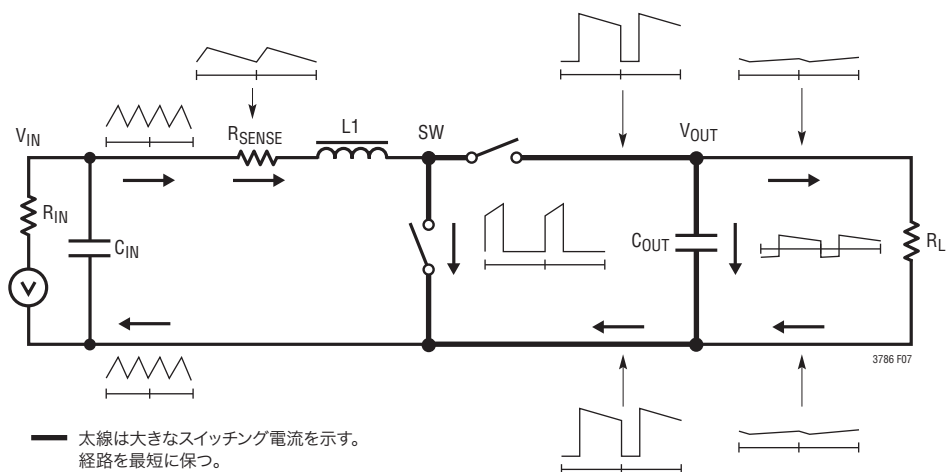 V_IN
R_SENSE
L1
SW
V_OUT
R_IN
C_IN
C_OUT
R_L
V
3786 F07
太線は大きなスイッチング電流を示す。
経路を最短に保つ。